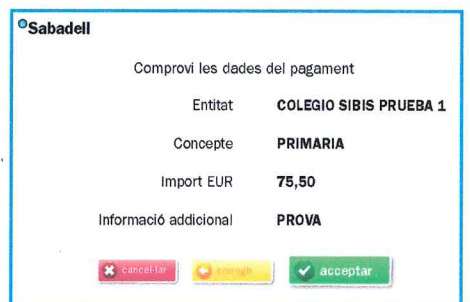 Sabadell
Comprovi les dades del pagament
Entitat COLEGIO SIBIS PRUEBA 1
Concepte PRIMARIA
Import EUR 75,50
Informació addicional PROVA
cancel·lar corregir acceptar